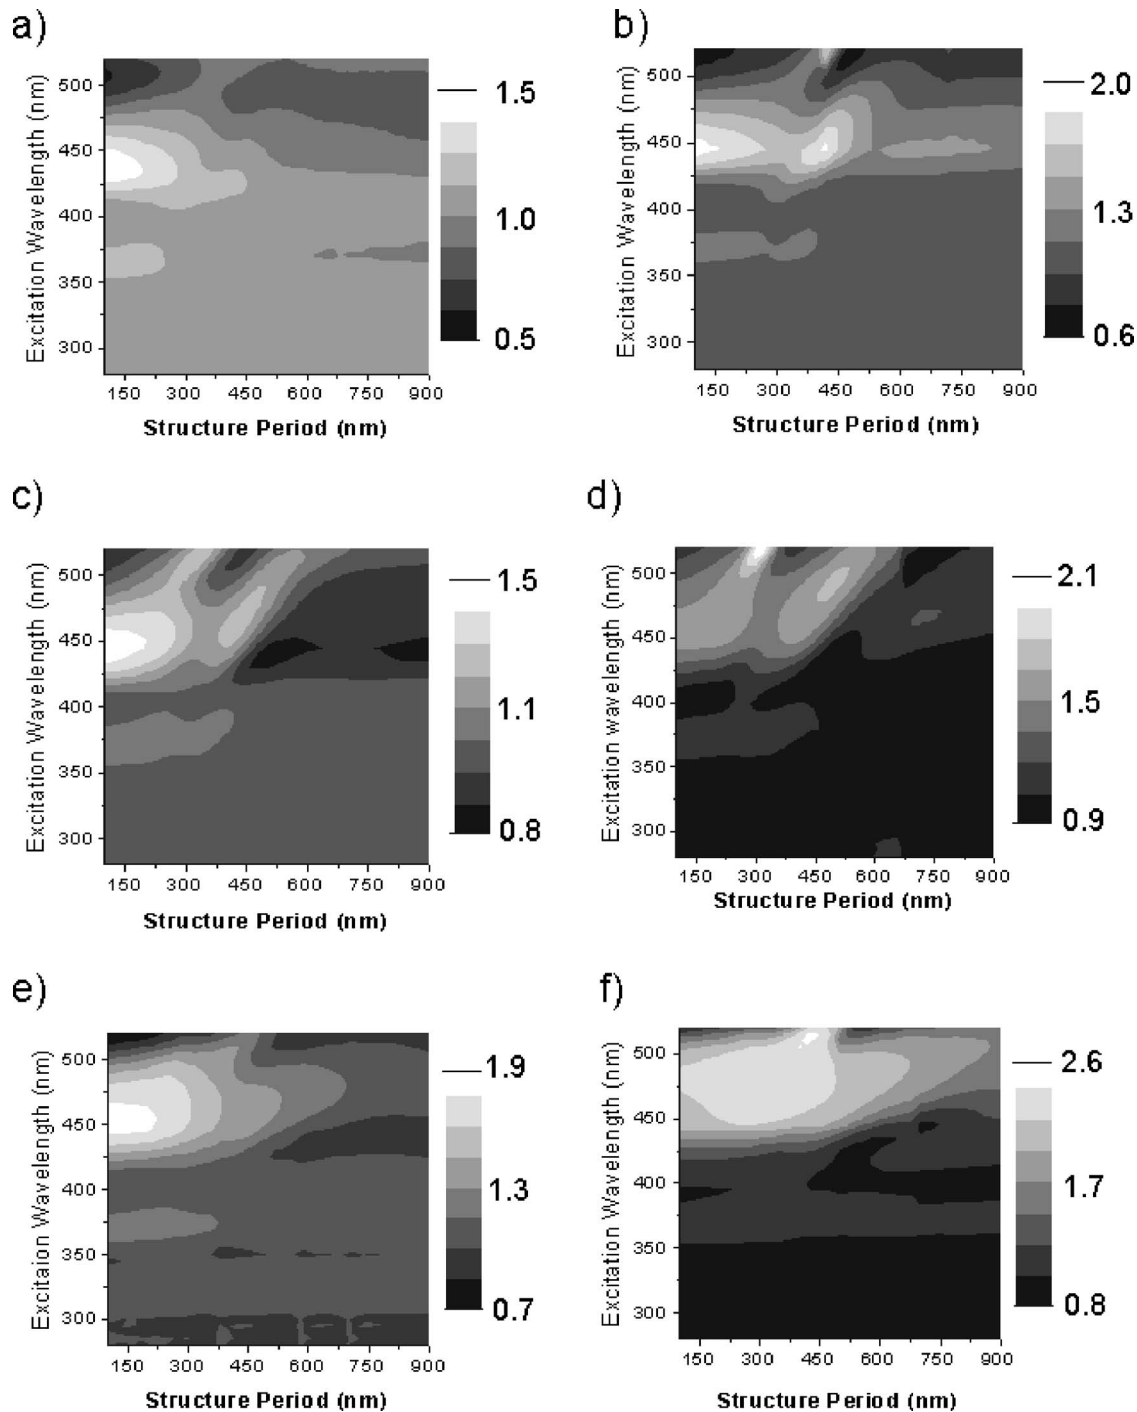 a)
Excitation Wavelength (nm)
500
450
400
350
300
150 300 450 600 750 900
Structure Period (nm)
1.5
1.0
0.5
b)
Excitation Wavelength (nm)
500
450
400
350
300
150 300 450 600 750 900
Structure Period (nm)
2.0
1.3
0.6
c)
Excitation Wavelength (nm)
500
450
400
350
300
150 300 450 600 750 900
Structure Period (nm)
1.5
1.1
0.8
d)
Excitation wavelength (nm)
500
450
400
350
300
150 300 450 600 750 900
Structure Period (nm)
2.1
1.5
0.9
e)
Excitaion Wavelength (nm)
500
450
400
350
300
150 300 450 600 750 900
Structure Period (nm)
1.9
1.3
0.7
f)
Excitation Wavelength (nm)
500
450
400
350
300
150 300 450 600 750 900
Structure Period (nm)
2.6
1.7
0.8